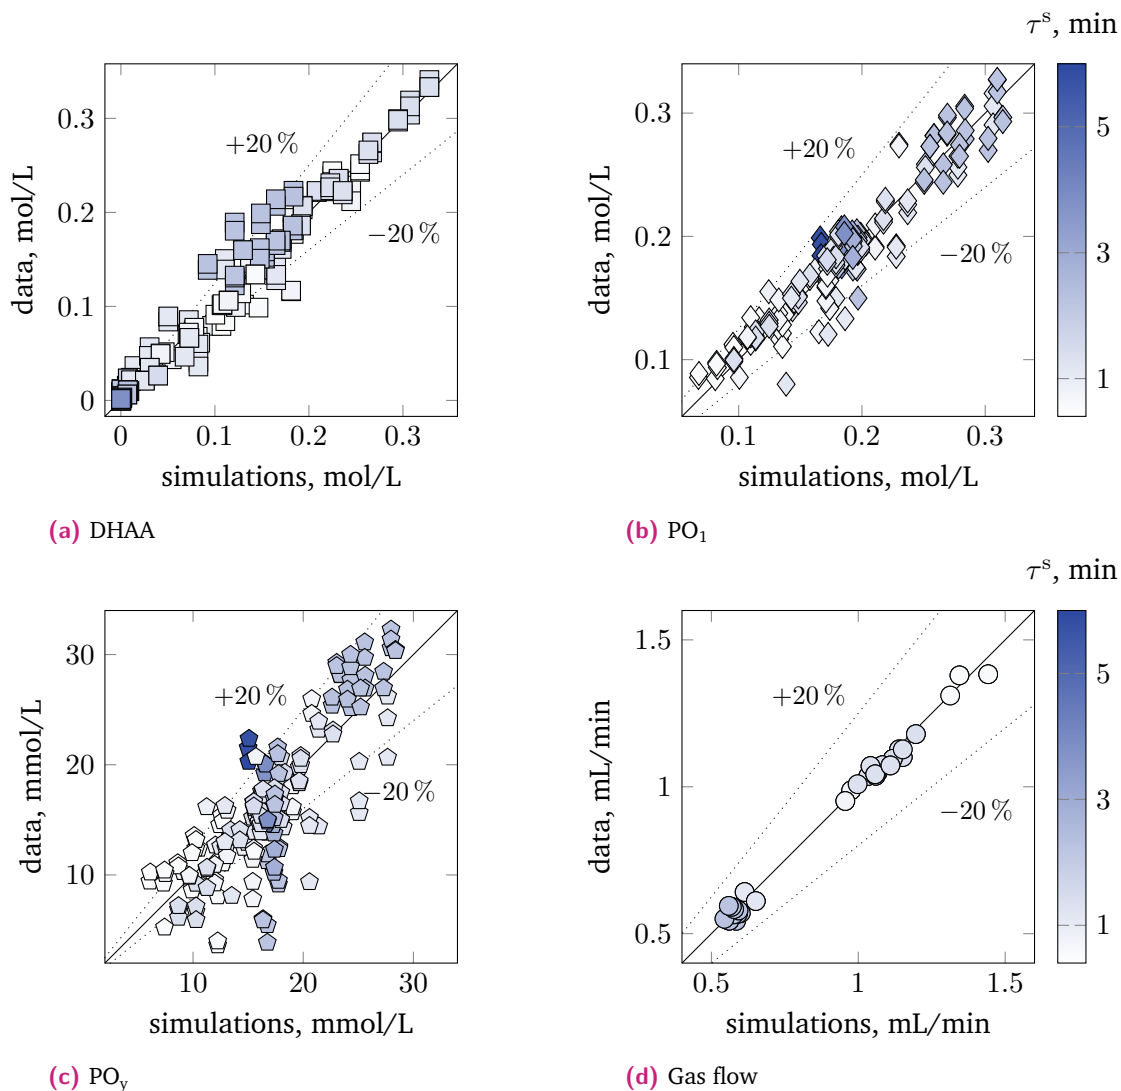 τˢ, min
0.3
0.2
0.1
0
data, mol/L
+20 %
−20 %
0
0.1
0.2
0.3
simulations, mol/L
(a) DHAA
0.3
0.2
0.1
data, mol/L
+20 %
−20 %
0.1
0.2
0.3
simulations, mol/L
5
3
1
(b) PO₁
τˢ, min
30
20
10
data, mmol/L
+20 %
−20 %
10
20
30
simulations, mmol/L
(c) POᵧ
1.5
1
0.5
data, mL/min
+20 %
−20 %
0.5
1
1.5
simulations, mL/min
5
3
1
(d) Gas flow